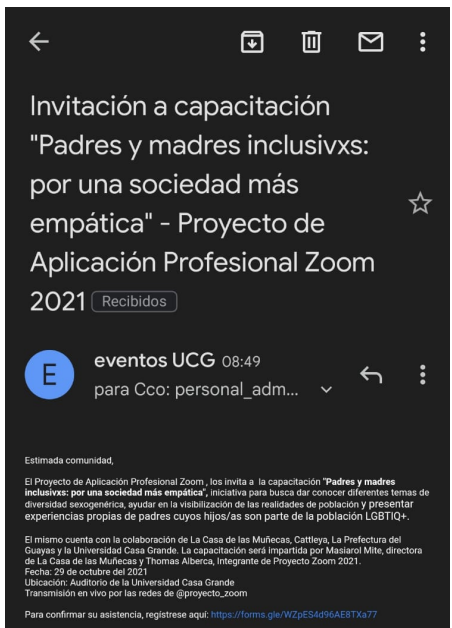 Invitación a capacitación
"Padres y madres inclusivxs:
por una sociedad más
empática" - Proyecto de
Aplicación Profesional Zoom
2021 Recibidos
E
eventos UCG 08:49
para Cco: personal_adm...
Estimada comunidad,
El Proyecto de Aplicación Profesional Zoom , los invita a la capacitación "Padres y madres
inclusivxs: por una sociedad más empática", iniciativa para busca dar conocer diferentes temas de
diversidad sexogenérica, ayudar en la visibilización de las realidades de población y presentar
experiencias propias de padres cuyos hijos/as son parte de la población LGBTIQ+.
El mismo cuenta con la colaboración de La Casa de las Muñecas, Cattleya, La Prefectura del
Guayas y la Universidad Casa Grande. La capacitación será impartida por Masiarol Mite, directora
de La Casa de las Muñecas y Thomas Alberca, Integrante de Proyecto Zoom 2021.
Fecha: 29 de octubre del 2021
Ubicación: Auditorio de la Universidad Casa Grande
Transmisión en vivo por las redes de @proyecto_zoom
Para confirmar su asistencia, regístrese aquí: https://forms.gle/WZpES4d96AE8TXa77